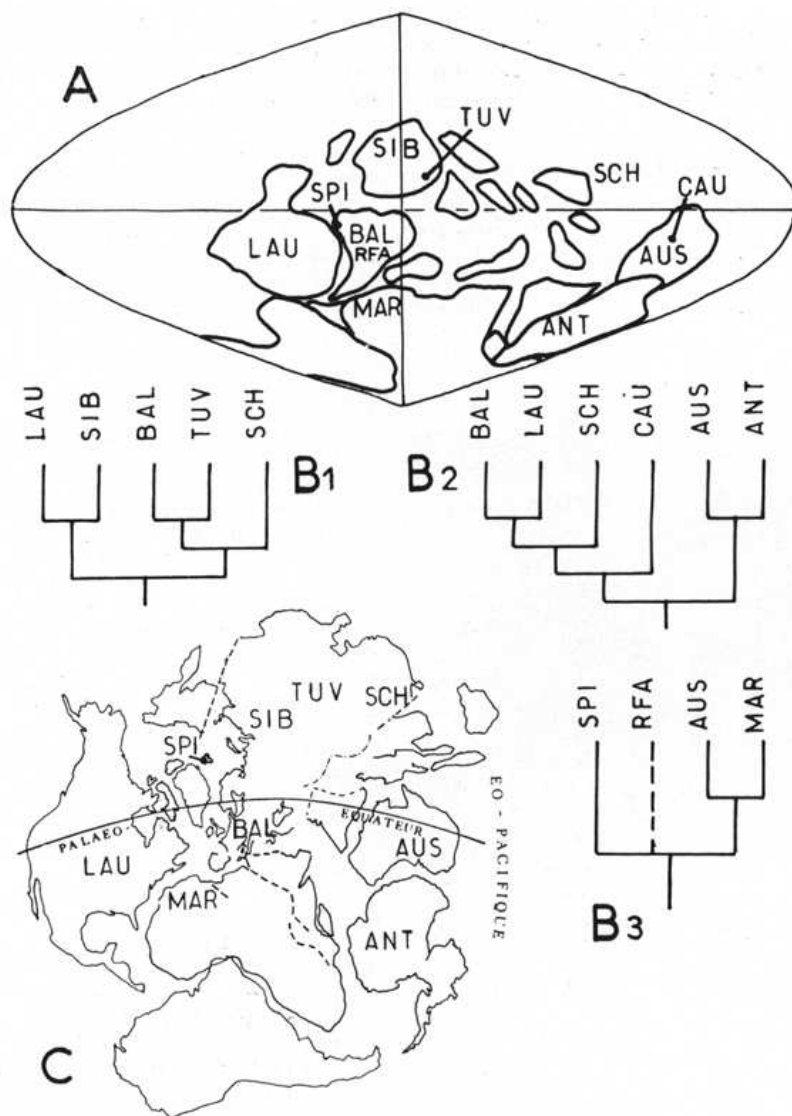 A
TUV
SIB
SCH
SPI
CAU
LAU
BAL
RFA
AUS
MAR
ANT
LAU SIB BAL TUV SCH
B1
B2
BAL LAU SCH CAU AUS ANT
TUV
SCH
SIB
SPI
PALAEO-
EQUATEUR
BAL
LAU
AUS
MAR
ANT
EO - PACIFIQUE
C
SPI RFA AUS MAR
B3